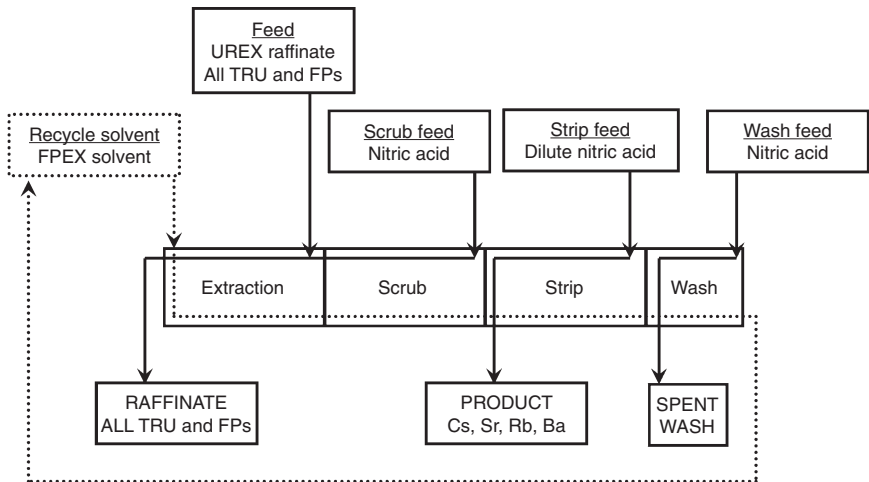 Feed
UREX raffinate
All TRU and FPs
Recycle solvent
FPEX solvent
Scrub feed
Nitric acid
Strip feed
Dilute nitric acid
Wash feed
Nitric acid
Extraction
Scrub
Strip
Wash
RAFFINATE
ALL TRU and FPs
PRODUCT
Cs, Sr, Rb, Ba
SPENT
WASH